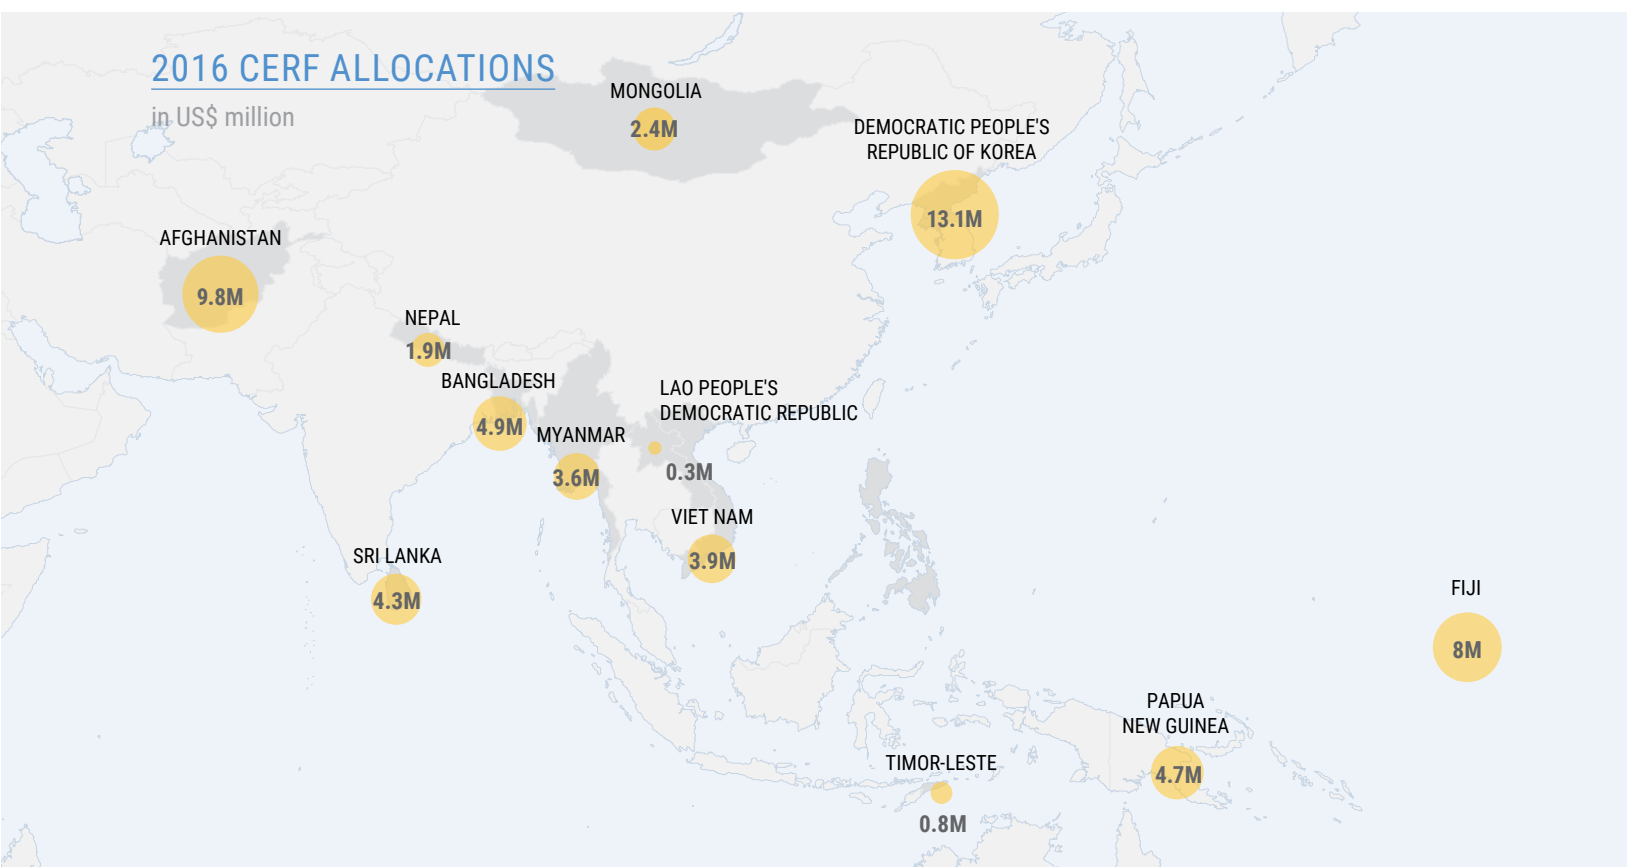 2016 CERF ALLOCATIONS
in US$ million
MONGOLIA
2.4M
DEMOCRATIC PEOPLE'S
REPUBLIC OF KOREA
13.1M
AFGHANISTAN
9.8M
NEPAL
1.9M
BANGLADESH
4.9M
MYANMAR
3.6M
LAO PEOPLE'S
DEMOCRATIC REPUBLIC
0.3M
VIET NAM
3.9M
SRI LANKA
4.3M
FIJI
8M
PAPUA
NEW GUINEA
4.7M
TIMOR-LESTE
0.8M